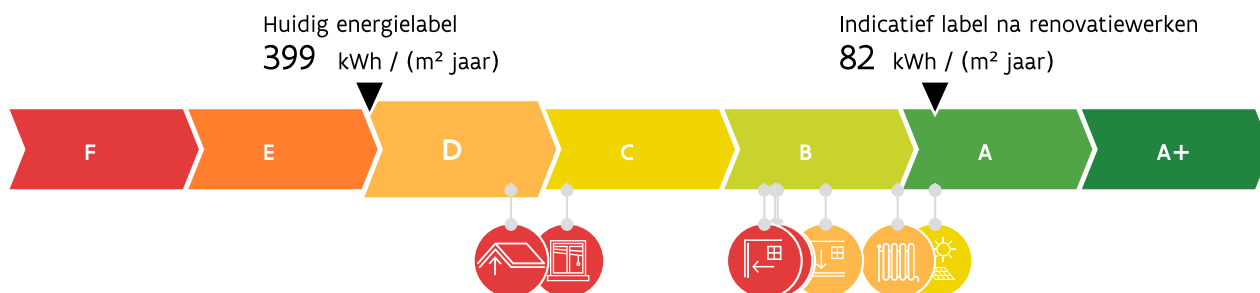 Huidig energielabel
399 kWh / (m² jaar)
Indicatief label na renovatiewerken
82 kWh / (m² jaar)
F E D C B A A+